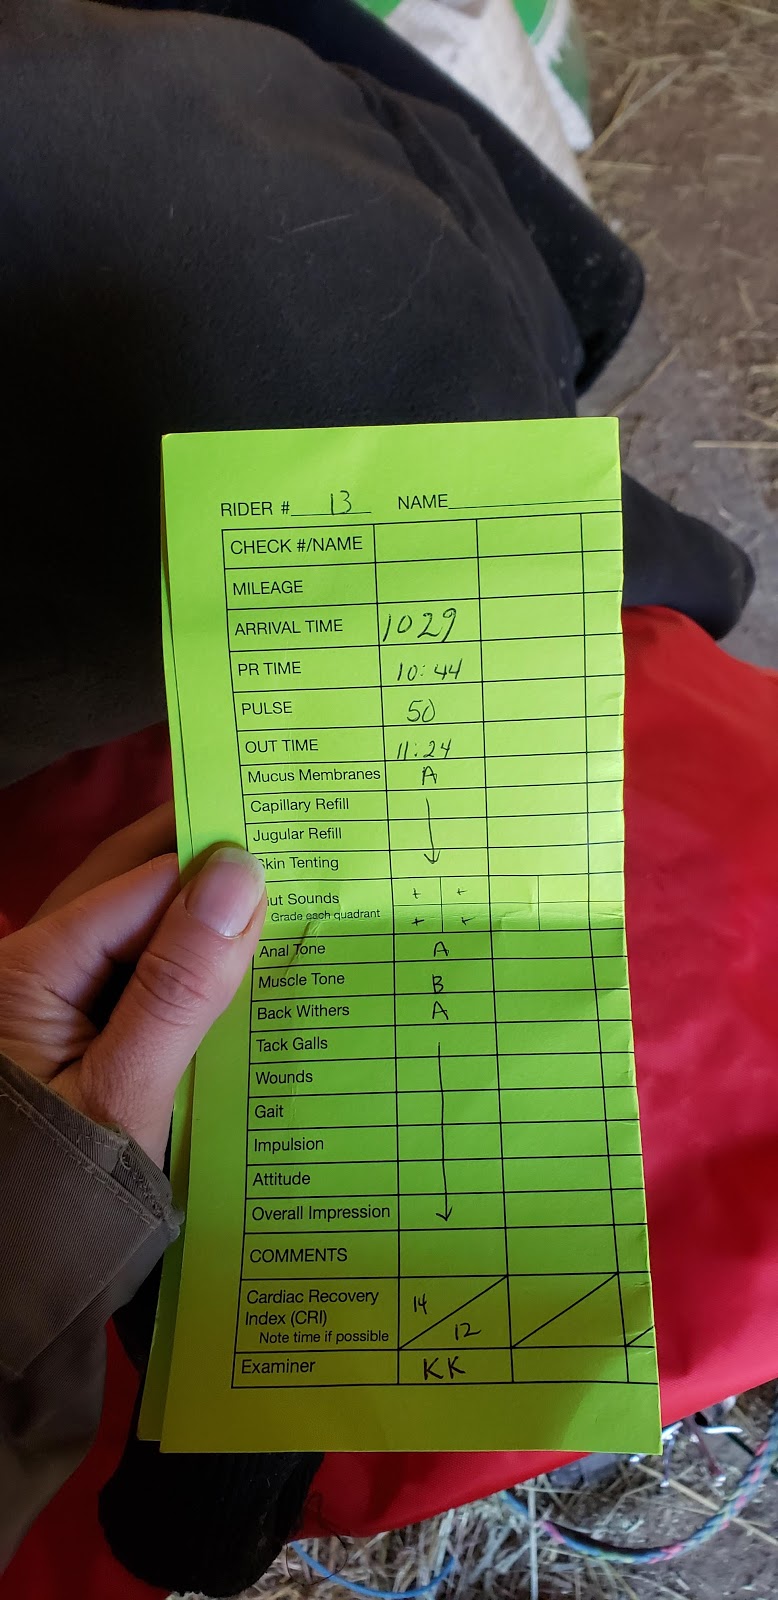 RIDER # 13 NAME
CHECK #/NAME
MILEAGE
ARRIVAL TIME 1029
PR TIME 10:44
PULSE 50
OUT TIME 11:24
Mucus Membranes A
Capillary Refill
Jugular Refill
Skin Tenting
Gut Sounds + +
Grade each quadrant + +
Anal Tone A
Muscle Tone B
Back Withers A
Tack Galls
Wounds
Gait
Impulsion
Attitude
Overall Impression
COMMENTS
Cardiac Recovery 14
Index (CRI)
Note time if possible 12
Examiner KK